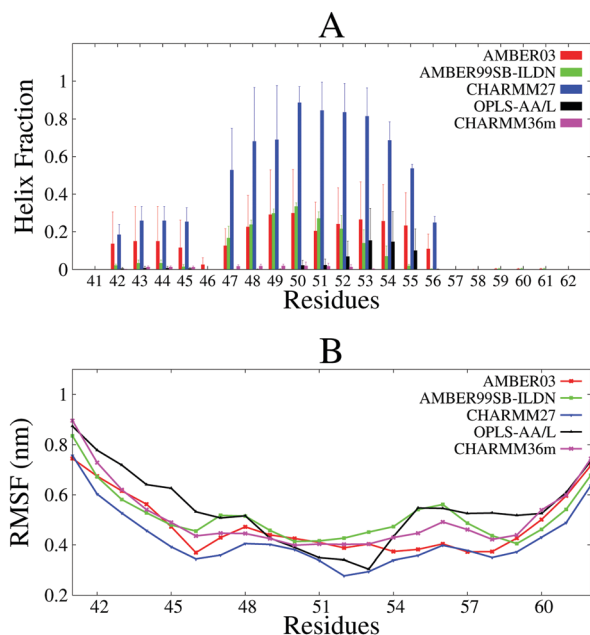 A
AMBER03
AMBER99SB-ILDN
CHARMM27
OPLS-AA/L
CHARMM36m
Helix Fraction
1
0.8
0.6
0.4
0.2
0
41 42 43 44 45 46 47 48 49 50 51 52 53 54 55 56 57 58 59 60 61 62
Residues
B
AMBER03
AMBER99SB-ILDN
CHARMM27
OPLS-AA/L
CHARMM36m
RMSF (nm)
1
0.8
0.6
0.4
0.2
42 45 48 51 54 57 60
Residues